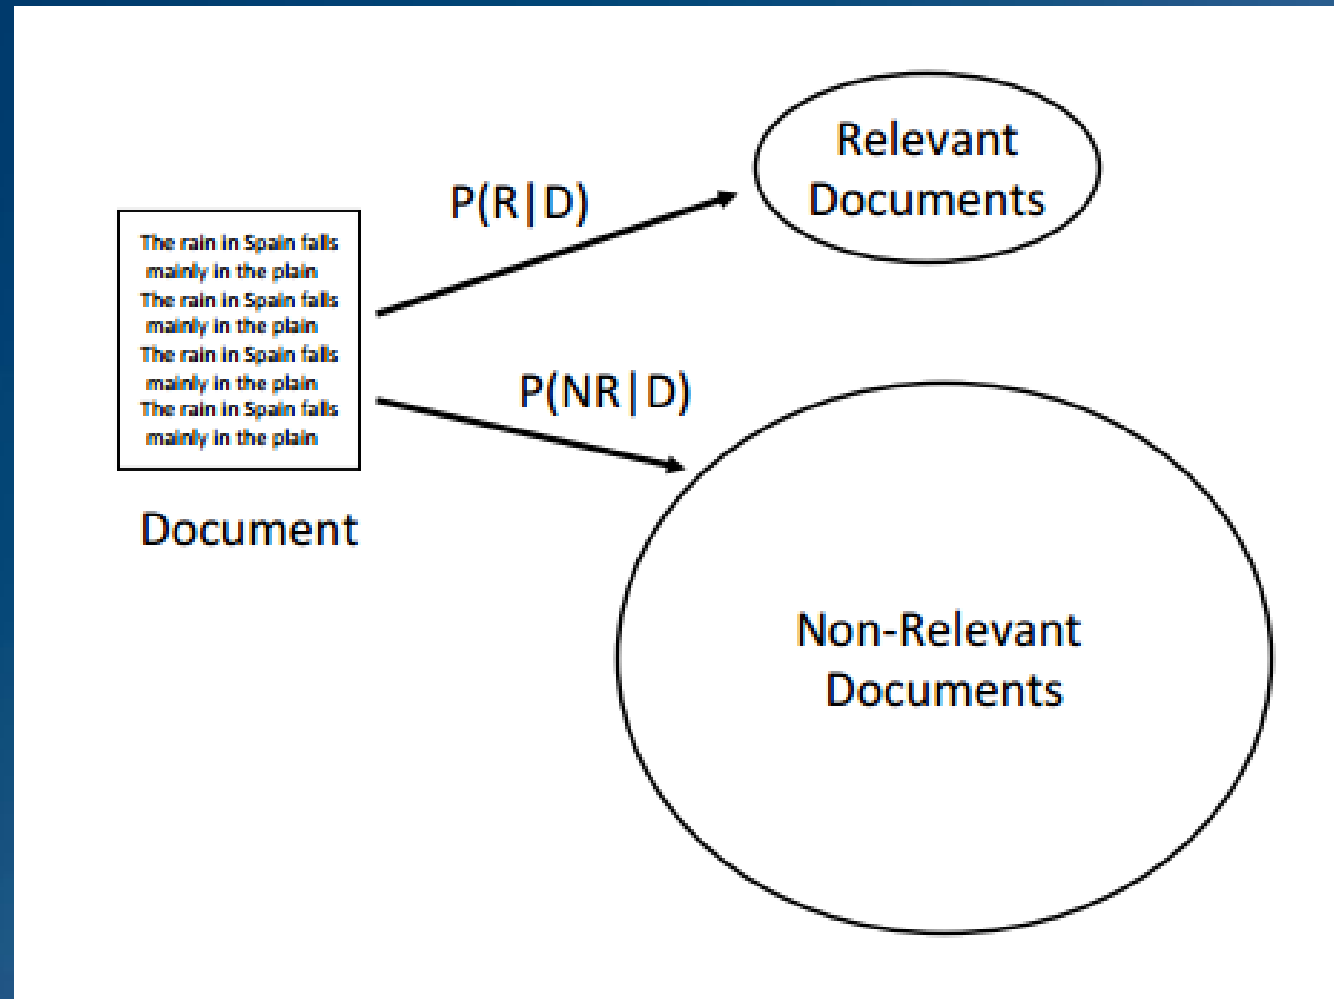 The rain in Spain falls
mainly in the plain
The rain in Spain falls
mainly in the plain
The rain in Spain falls
mainly in the plain
The rain in Spain falls
mainly in the plain
Document
P(R|D)
Relevant
Documents
P(NR|D)
Non-Relevant
Documents